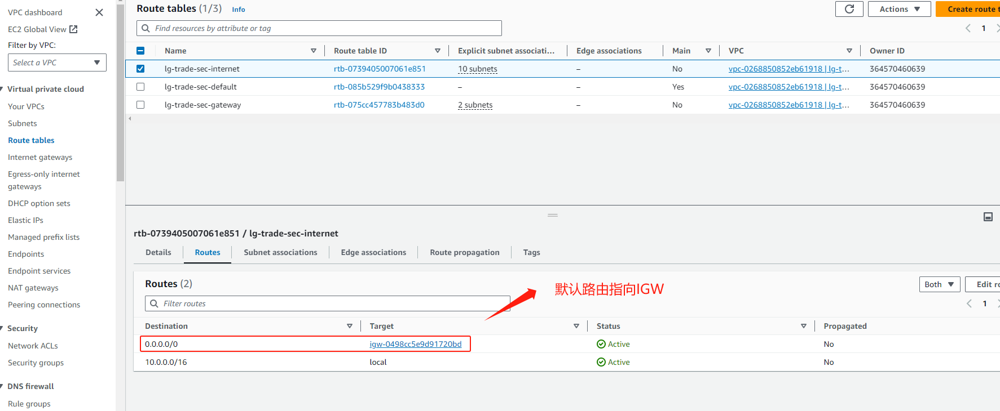 VPC dashboard
EC2 Global View
Filter by VPC:
Select a VPC
Virtual private cloud
Your VPCs
Subnets
Route tables
Internet gateways
Egress-only internet
gateways
DHCP option sets
Elastic IPs
Managed prefix lists
Endpoints
Endpoint services
NAT gateways
Peering connections
Security
Network ACLs
Security groups
DNS firewall
Rule groups
Route tables (1/3) Info
Actions
Create route t
Find resources by attribute or tag
1
Name Route table ID Explicit subnet associati... Edge associations Main VPC Owner ID
lg-trade-sec-internet rtb-0739405007061e851 10 subnets – No vpc-0268850852eb61918 | lg-t... 364570460639
lg-trade-sec-default rtb-085b529f9b0438333 – – Yes vpc-0268850852eb61918 | lg-t... 364570460639
lg-trade-sec-gateway rtb-075cc457783b483d0 2 subnets – No vpc-0268850852eb61918 | lg-t... 364570460639
rtb-0739405007061e851 / lg-trade-sec-internet
Details Routes Subnet associations Edge associations Route propagation Tags
Routes (2)
默认路由指向IGW
Both
Edit ro
Filter routes
1
Destination Target Status Propagated
0.0.0.0/0 igw-0498cc5e9d91720bd Active No
10.0.0.0/16 local Active No